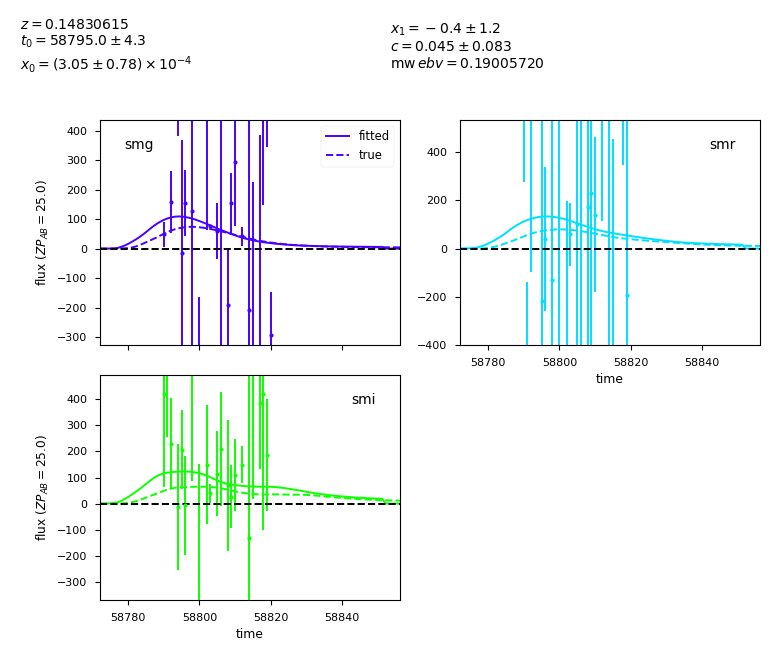 z = 0.14830615
t₀ = 58795.0 ± 4.3
x₀ = (3.05 ± 0.78) × 10⁻⁴
x₁ = −0.4 ± 1.2
c = 0.045 ± 0.083
mw ebv = 0.19005720
smg
fitted
true
400
300
200
100
0
−100
−200
−300
flux (ZP_AB = 25.0)
smr
400
200
0
−200
−400
58780 58800 58820 58840
time
smi
400
300
200
100
0
−100
−200
−300
flux (ZP_AB = 25.0)
58780 58800 58820 58840
time